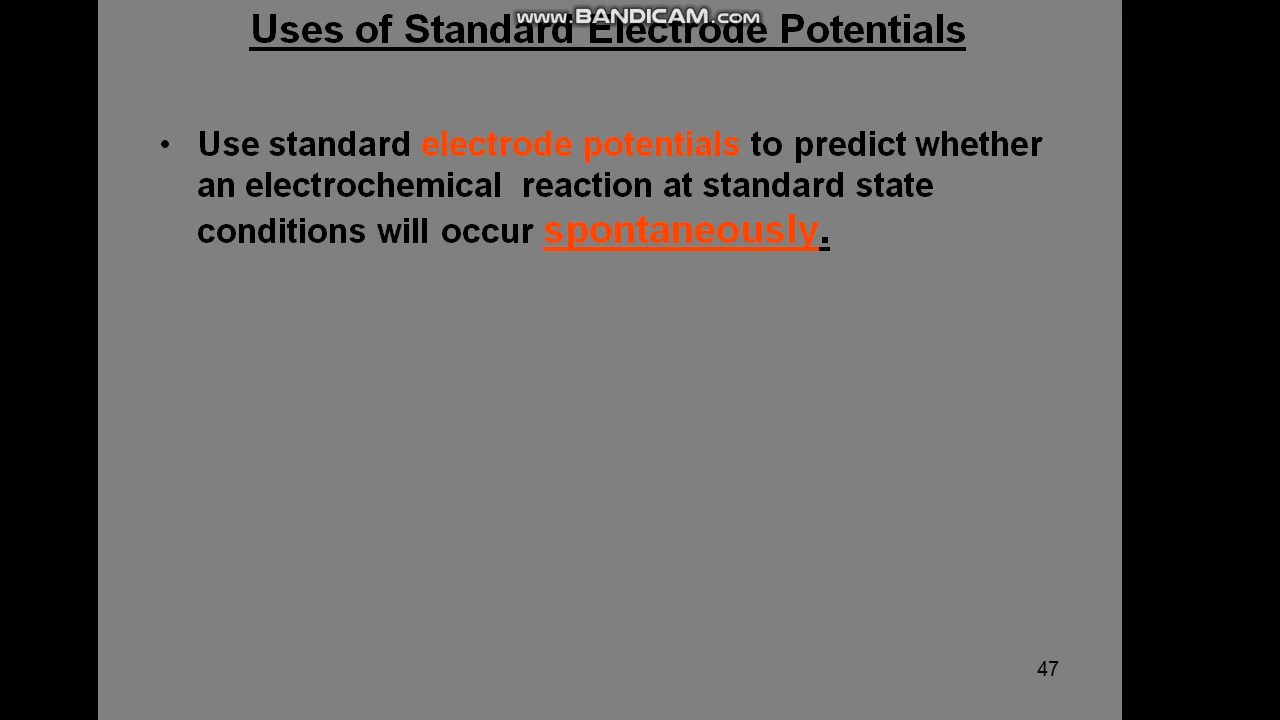 www.BANDICAM.com
Uses of Standard Electrode Potentials
• Use standard electrode potentials to predict whether
an electrochemical reaction at standard state
conditions will occur spontaneously.
47